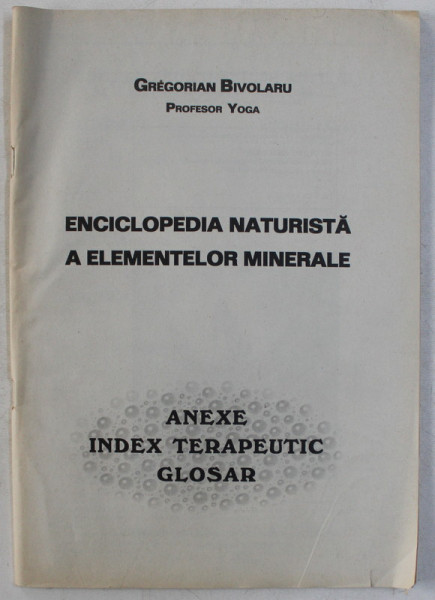 GRÉGORIAN BIVOLARU
PROFESOR YOGA
ENCICLOPEDIA NATURISTĂ
A ELEMENTELOR MINERALE
ANEXE
INDEX TERAPEUTIC
GLOSAR